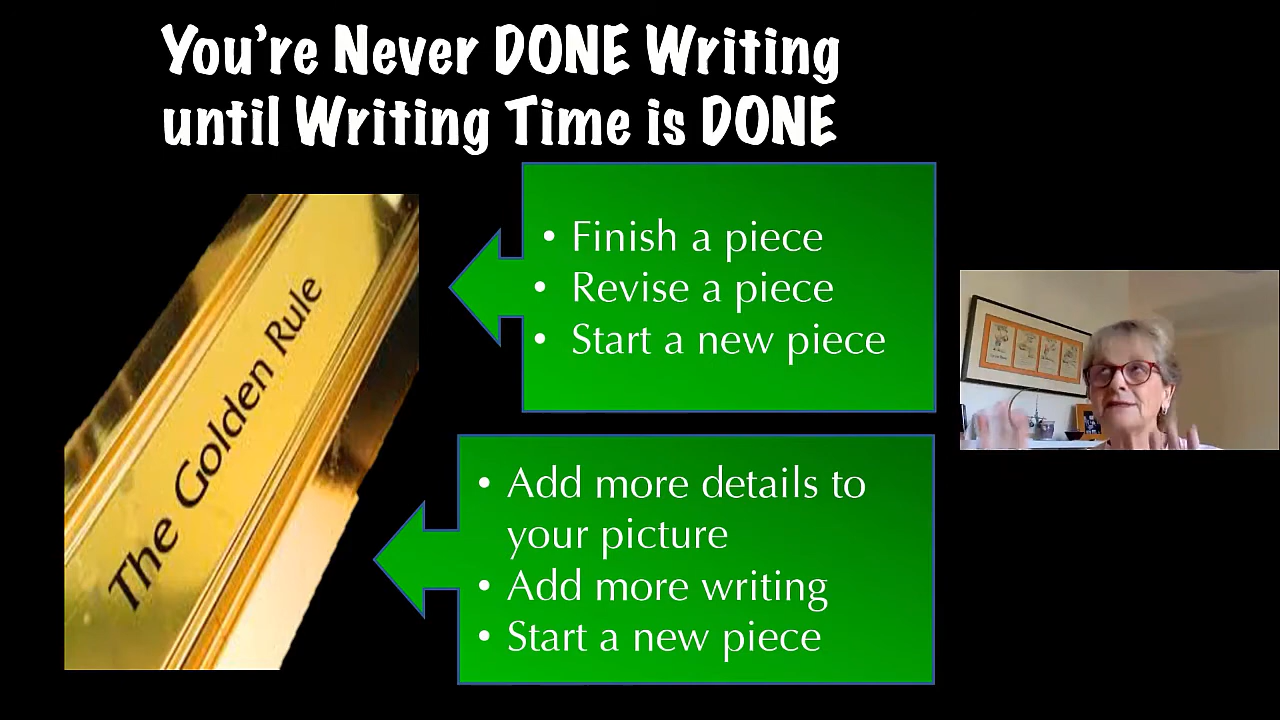 You're Never DONE Writing
until Writing Time is DONE
The Golden Rule
• Finish a piece
• Revise a piece
• Start a new piece
• Add more details to
your picture
• Add more writing
• Start a new piece